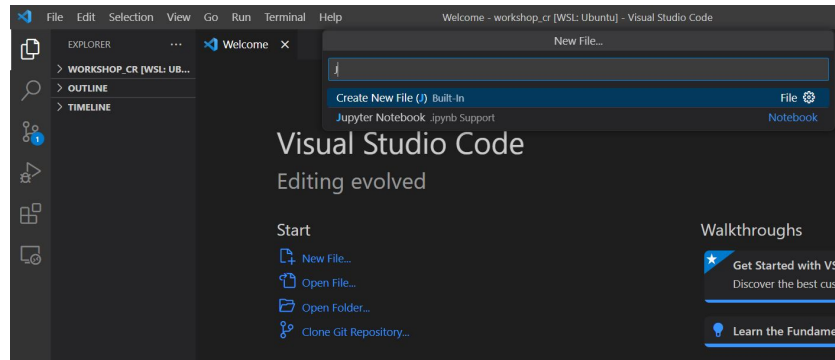 File Edit Selection View Go Run Terminal Help Welcome - workshop_cr [WSL: Ubuntu] - Visual Studio Code
EXPLORER ...
WORKSHOP_CR [WSL: UB...
OUTLINE
TIMELINE
1
Welcome
New File...
J
Create New File (J) Built-In File
Jupyter Notebook .ipynb Support Notebook
Visual Studio Code
Editing evolved
Start
New File...
Open File...
Open Folder...
Clone Git Repository...
Walkthroughs
Get Started with VS
Discover the best cus
Learn the Fundame